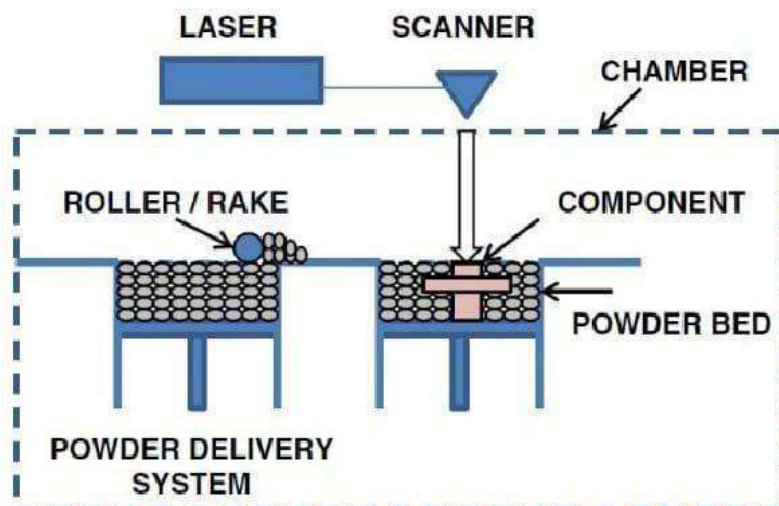 LASER
SCANNER
CHAMBER
ROLLER / RAKE
COMPONENT
POWDER BED
POWDER DELIVERY
SYSTEM